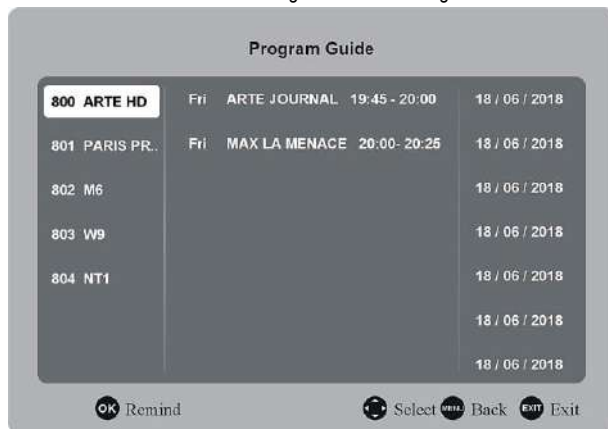 Program Guide
800 ARTE HD Fri ARTE JOURNAL 19:45 - 20:00 18 / 06 / 2018
801 PARIS PR.. Fri MAX LA MENACE 20:00- 20:25 18 / 06 / 2018
802 M6 18 / 06 / 2018
803 W9 18 / 06 / 2018
804 NT1 18 / 06 / 2018
18 / 06 / 2018
18 / 06 / 2018
OK Remind Select MENU Back EXIT Exit